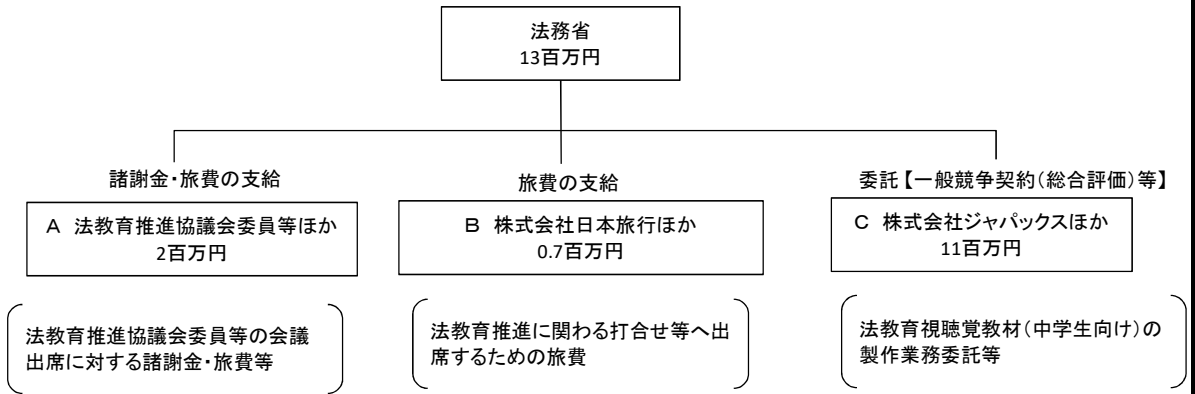 法務省
13百万円
諸謝金・旅費の支給
A 法教育推進協議会委員等ほか
2百万円
法教育推進協議会委員等の会議
出席に対する諸謝金・旅費等
旅費の支給
B 株式会社日本旅行ほか
0.7百万円
法教育推進に関わる打合せ等へ出
席するための旅費
委託【一般競争契約(総合評価)等】
C 株式会社ジャパックスほか
11百万円
法教育視聴覚教材(中学生向け)の
製作業務委託等